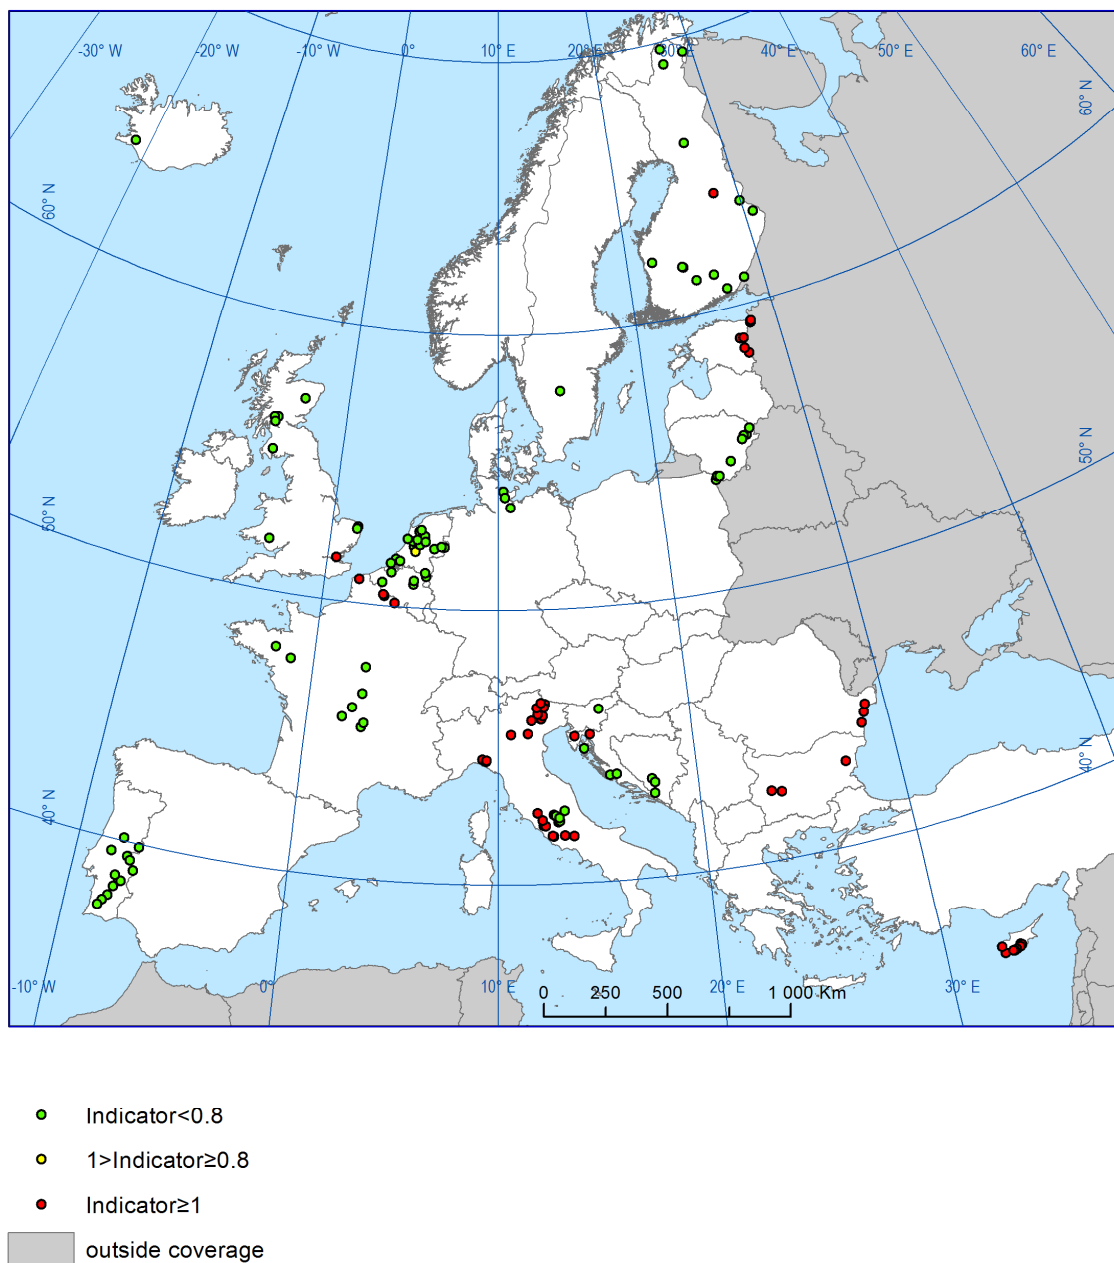 -30° W -20° W -10° W 0° 10° E 20° E 30° E 40° E 50° E 60° E
60° N
60° N
50° N
50° N
40° N
40° N
-10° W 0° 10° E 20° E 30° E
0 250 500 1 000 Km
Indicator<0.8
1>Indicator≥0.8
Indicator≥1
outside coverage